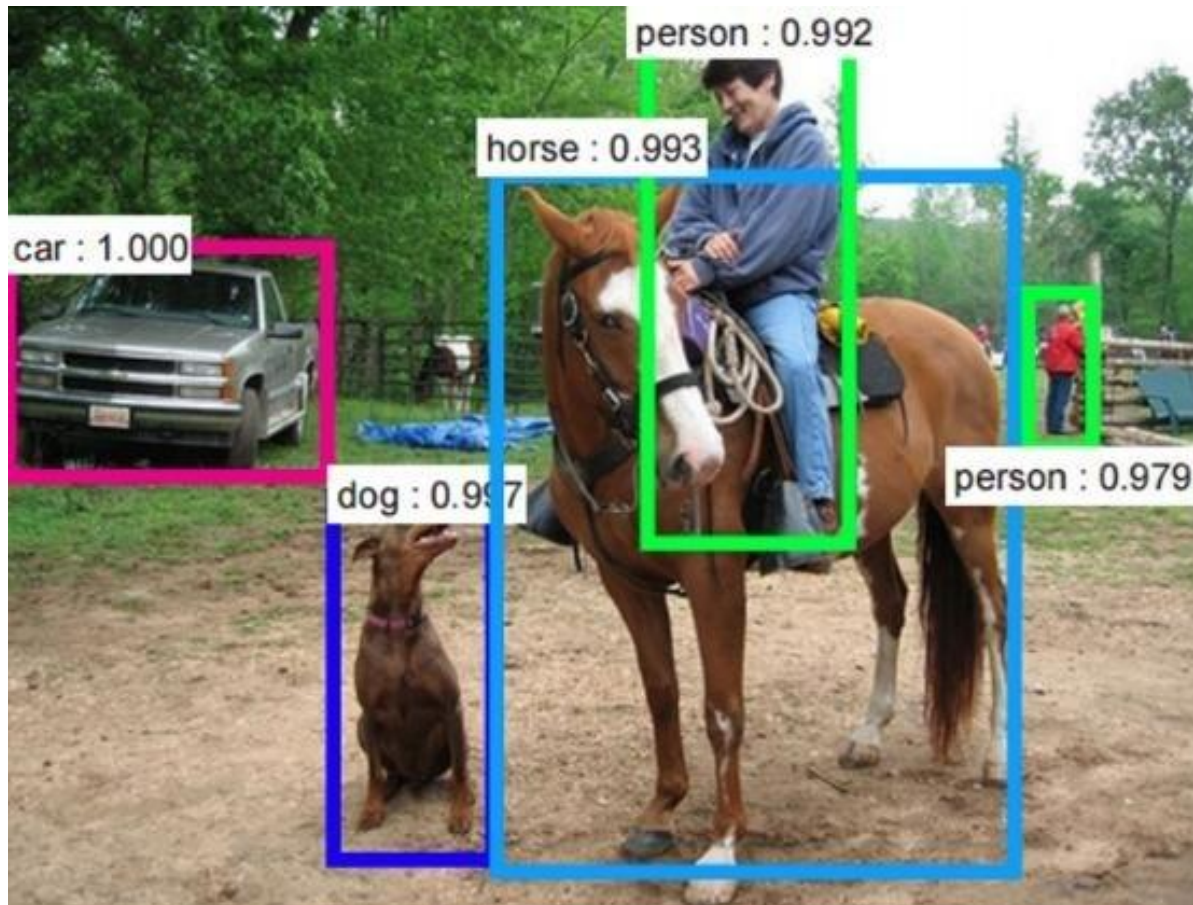 person : 0.992
horse : 0.993
car : 1.000
person : 0.979
dog : 0.997